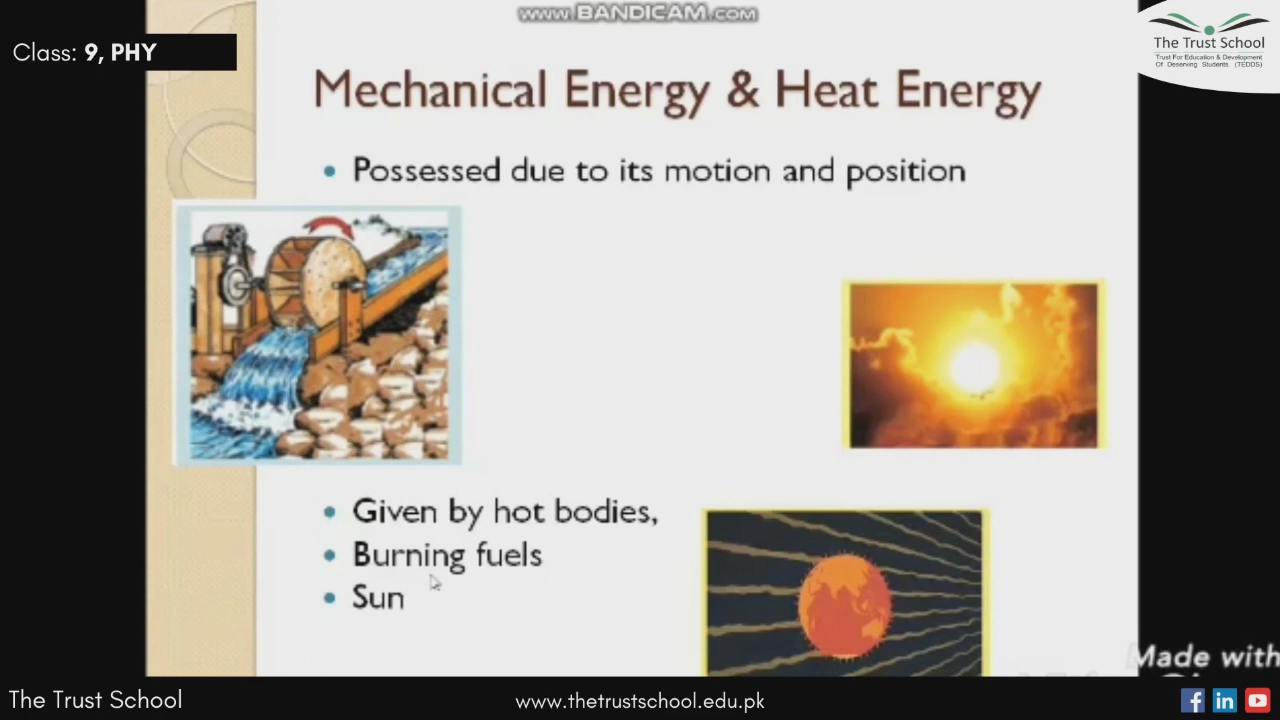 www.BANDICAM.com
Class: 9, PHY
The Trust School
Trust For Education & Development
Of Deserving Students. (TEDDS)
Mechanical Energy & Heat Energy
• Possessed due to its motion and position
• Given by hot bodies,
• Burning fuels
• Sun
Made with
The Trust School
www.thetrustschool.edu.pk
f
in